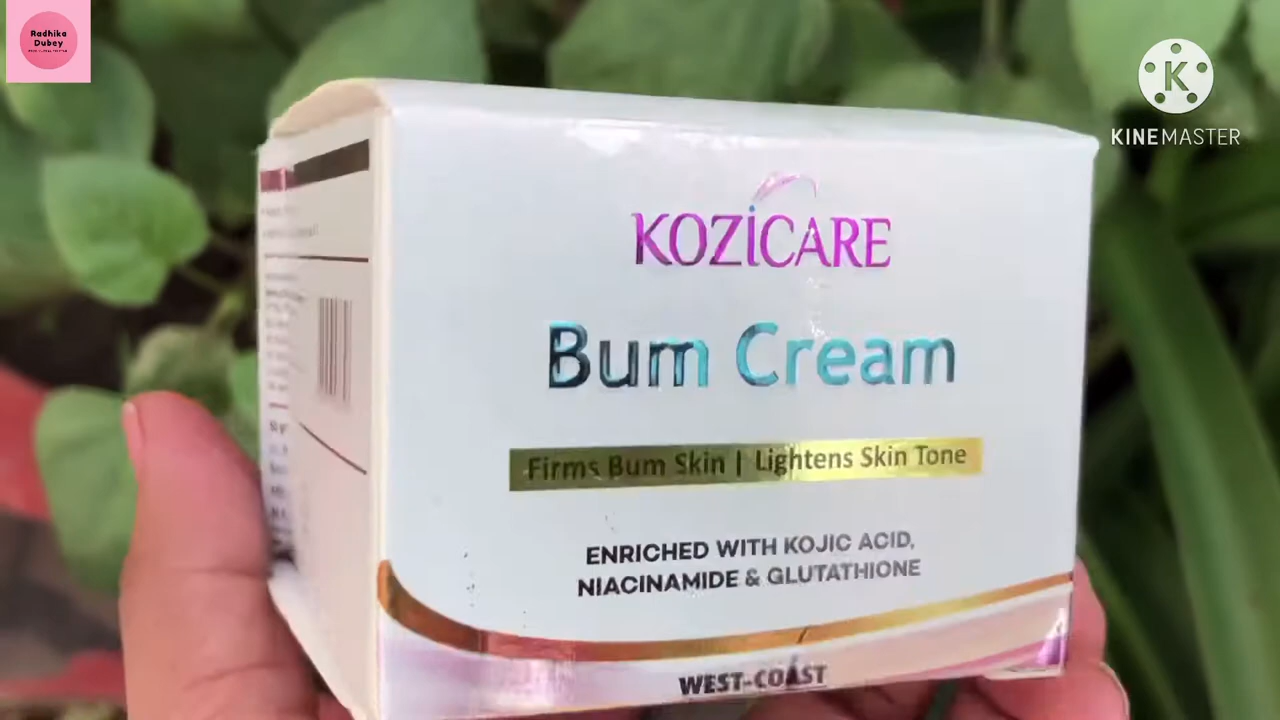 Radhika
Dubey
K
KINEMASTER
KOZICARE
Bum Cream
Firms Bum Skin | Lightens Skin Tone
ENRICHED WITH KOJIC ACID,
NIACINAMIDE & GLUTATHIONE
WEST-COAST